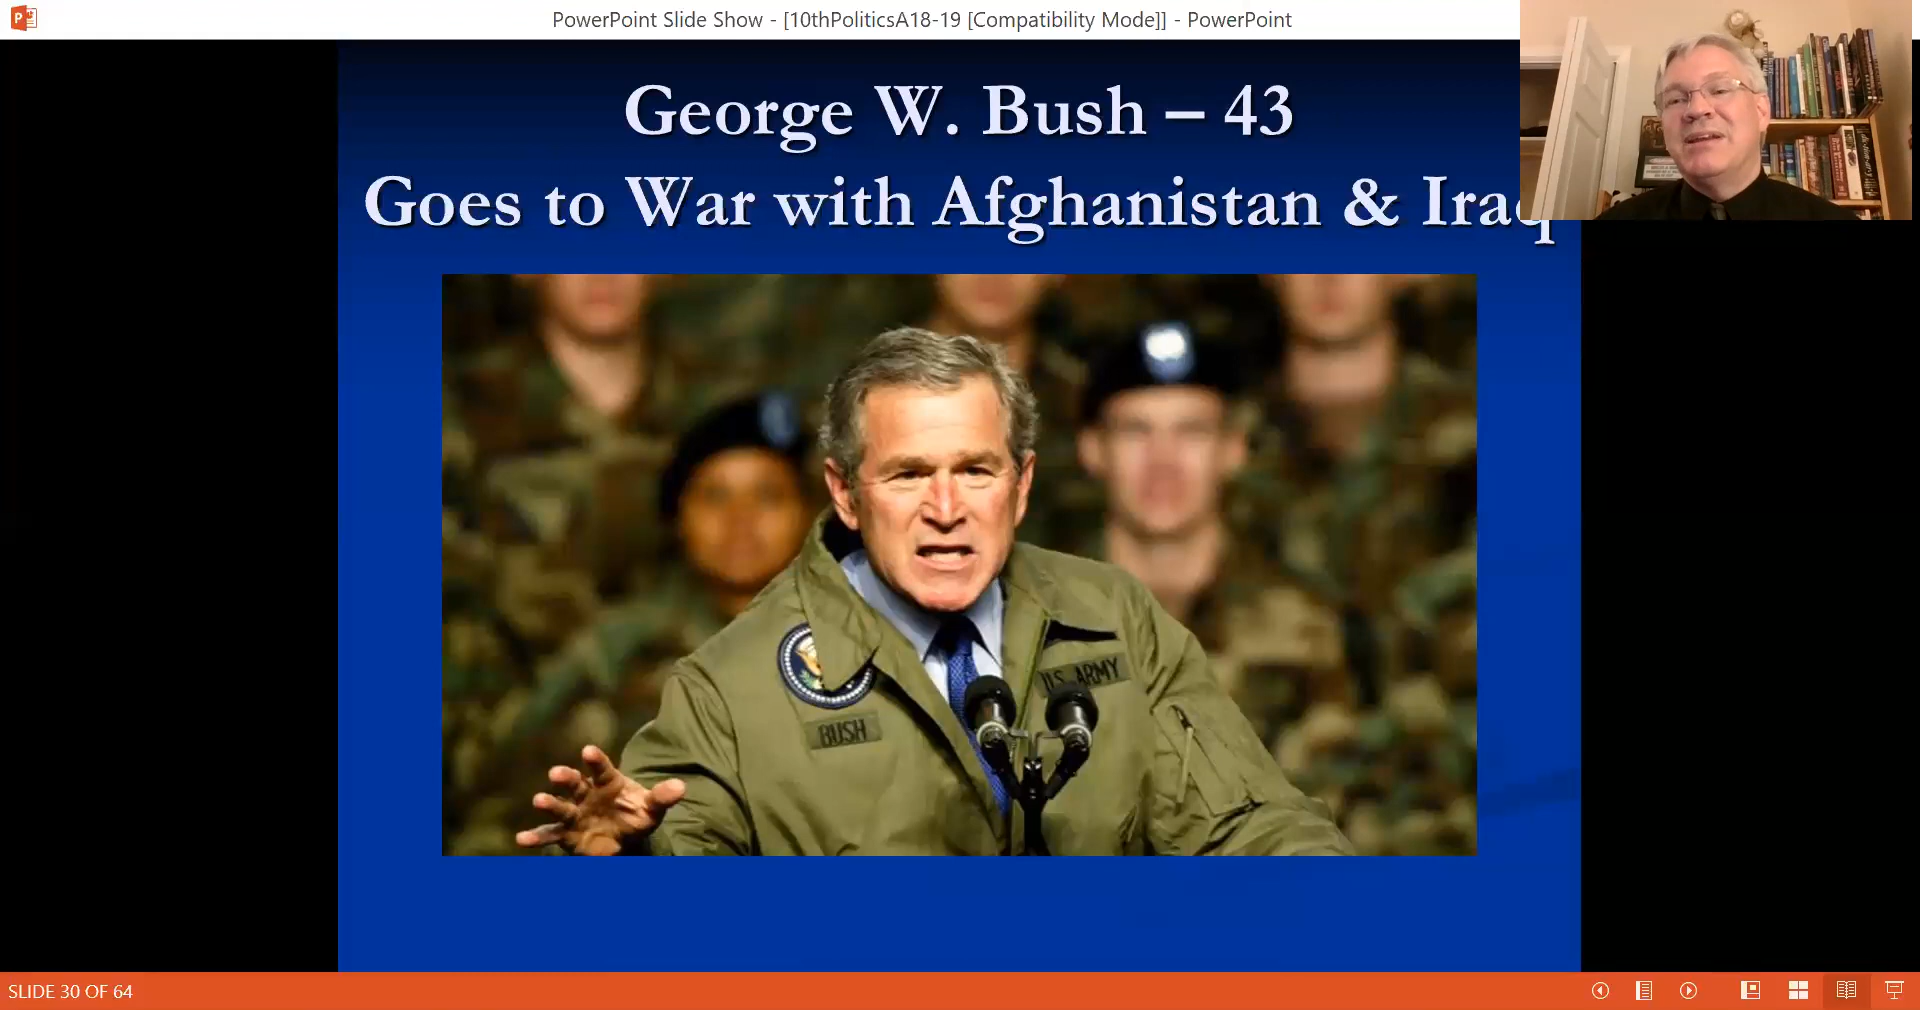 PowerPoint Slide Show - [10thPoliticsA18-19 [Compatibility Mode]] - PowerPoint
George W. Bush – 43
Goes to War with Afghanistan & Iraq
U.S. ARMY
BUSH
SLIDE 30 OF 64